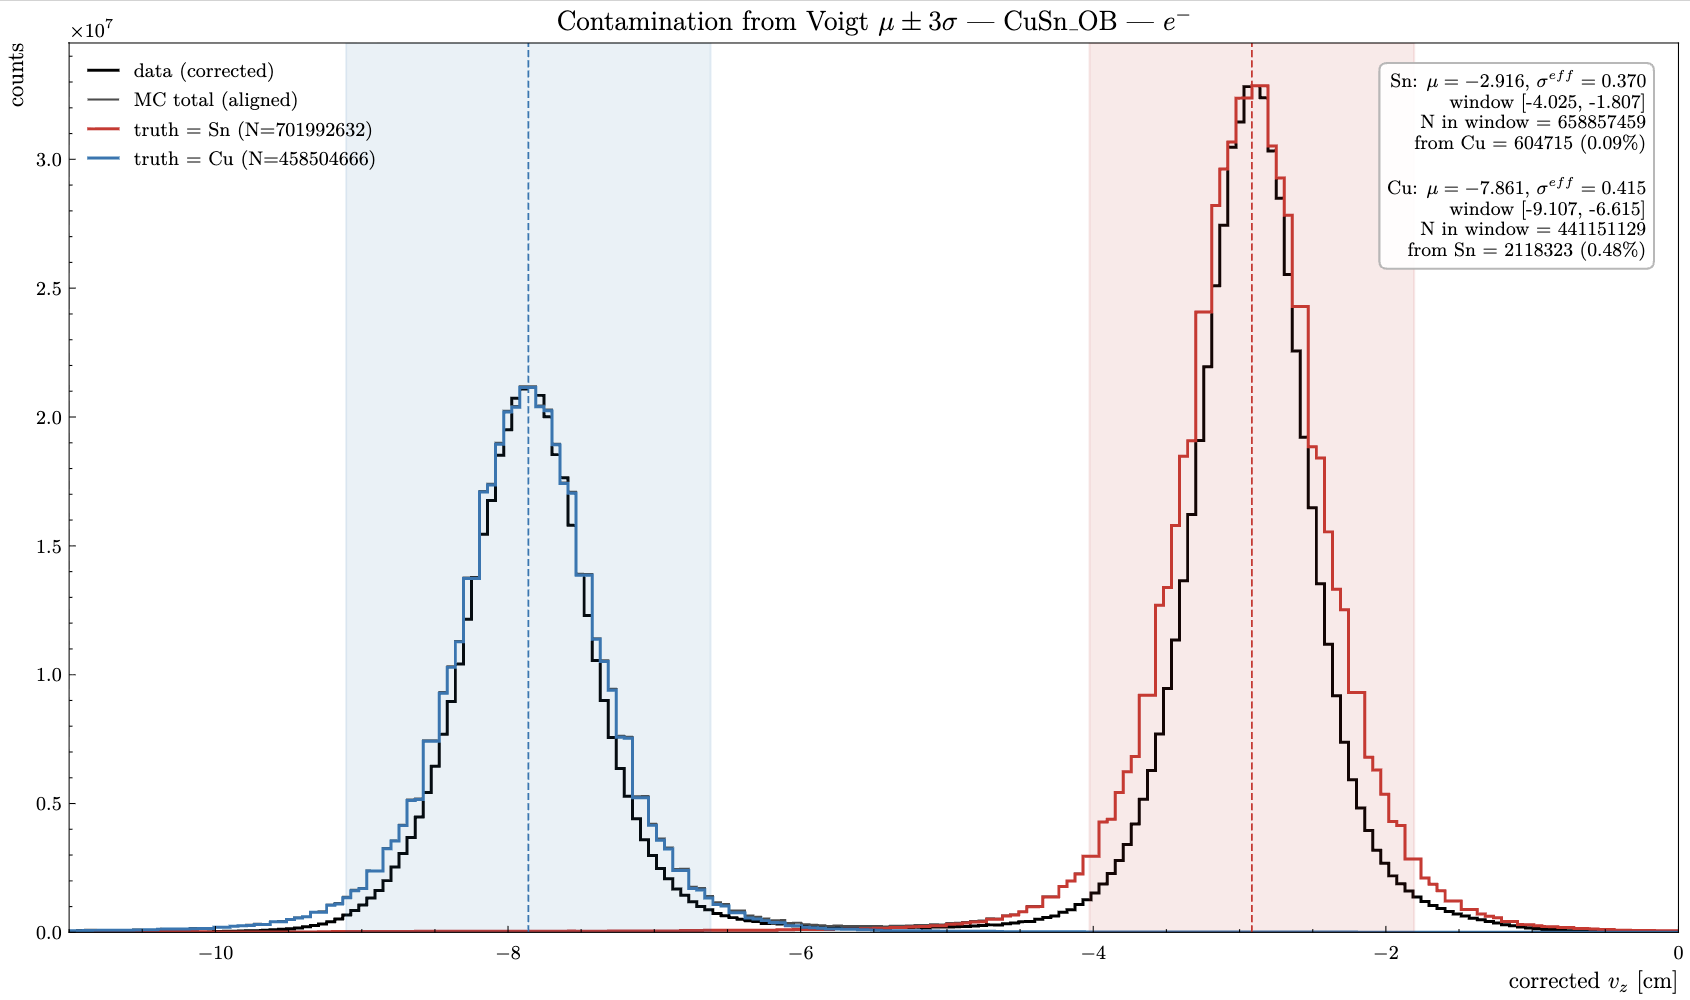 Contamination from Voigt μ ± 3σ — CuSn_OB — e⁻
×10⁷
counts
data (corrected)
MC total (aligned)
truth = Sn (N=701992632)
truth = Cu (N=458504666)
Sn: μ = −2.916, σᵉᶠᶠ = 0.370
window [-4.025, -1.807]
N in window = 658857459
from Cu = 604715 (0.09%)
Cu: μ = −7.861, σᵉᶠᶠ = 0.415
window [-9.107, -6.615]
N in window = 441151129
from Sn = 2118323 (0.48%)
3.0
2.5
2.0
1.5
1.0
0.5
0.0
−10 −8 −6 −4 −2 0
corrected v_z [cm]